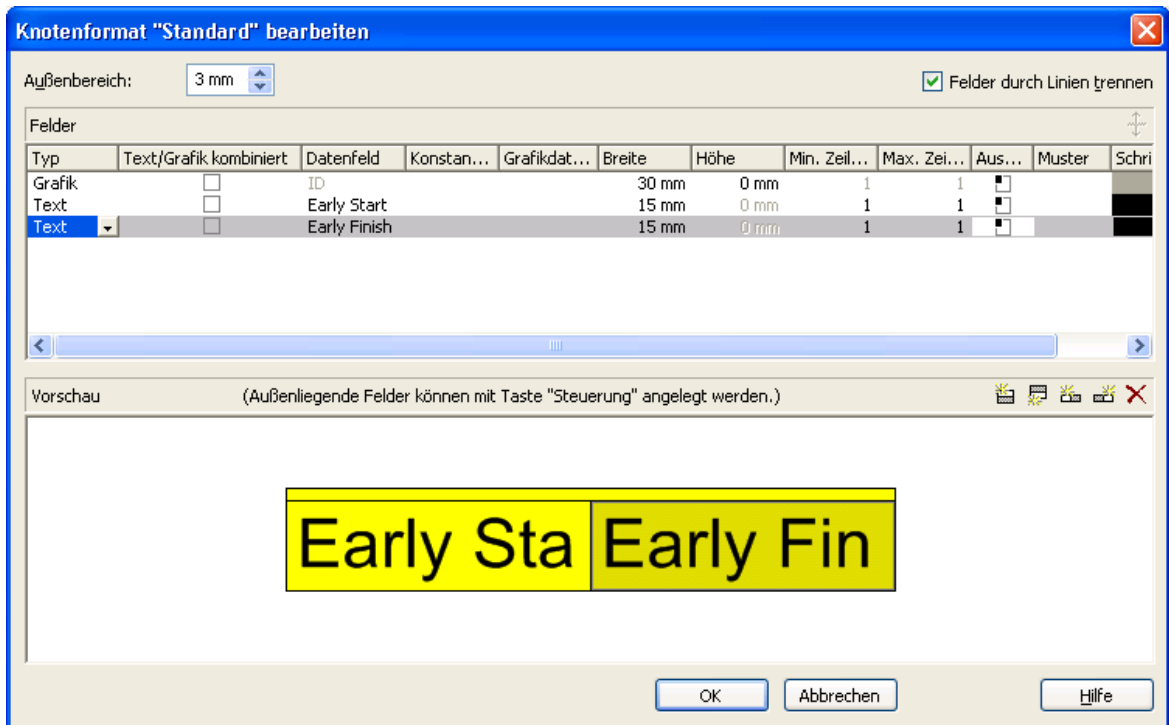 Knotenformat "Standard" bearbeiten
Außenbereich: 3 mm Felder durch Linien trennen
Felder
Typ Text/Grafik kombiniert Datenfeld Konstan... Grafikdat... Breite Höhe Min. Zeil... Max. Zei... Aus... Muster Schri
Grafik ID 30 mm 0 mm 1 1
Text Early Start 15 mm 0 mm 1 1
Text Early Finish 15 mm 0 mm 1 1
Vorschau (Außenliegende Felder können mit Taste "Steuerung" angelegt werden.)
Early Sta Early Fin
OK Abbrechen Hilfe